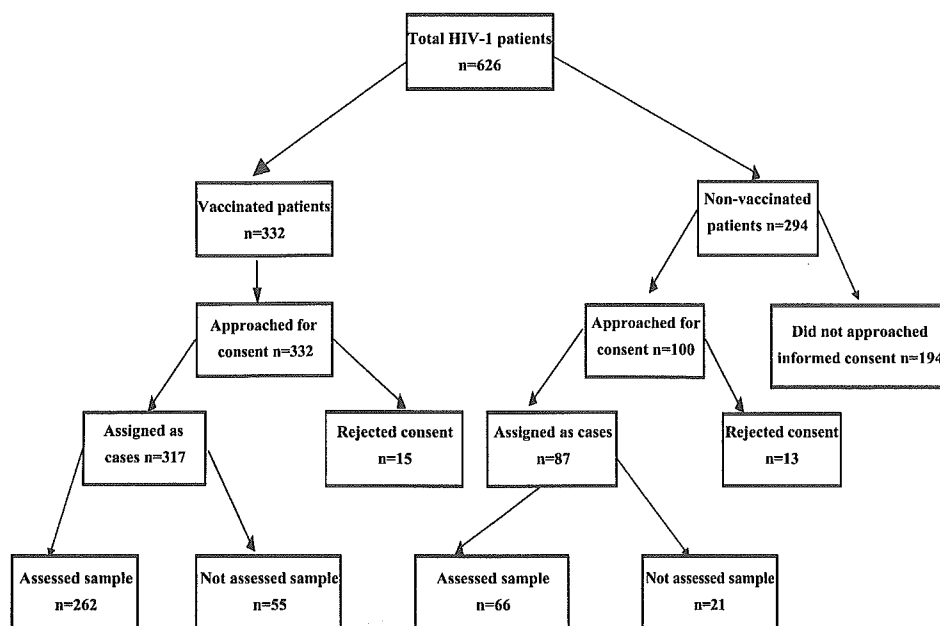 Total HIV-1 patients
n=626
Vaccinated patients
n=332
Non-vaccinated
patients n=294
Approached for
consent n=332
Approached for
consent n=100
Did not approached
informed consent n=194
Assigned as
cases n=317
Rejected consent
n=15
Assigned as cases
n=87
Rejected consent
n=13
Assessed sample
n=262
Not assessed sample
n=55
Assessed sample
n=66
Not assessed sample
n=21